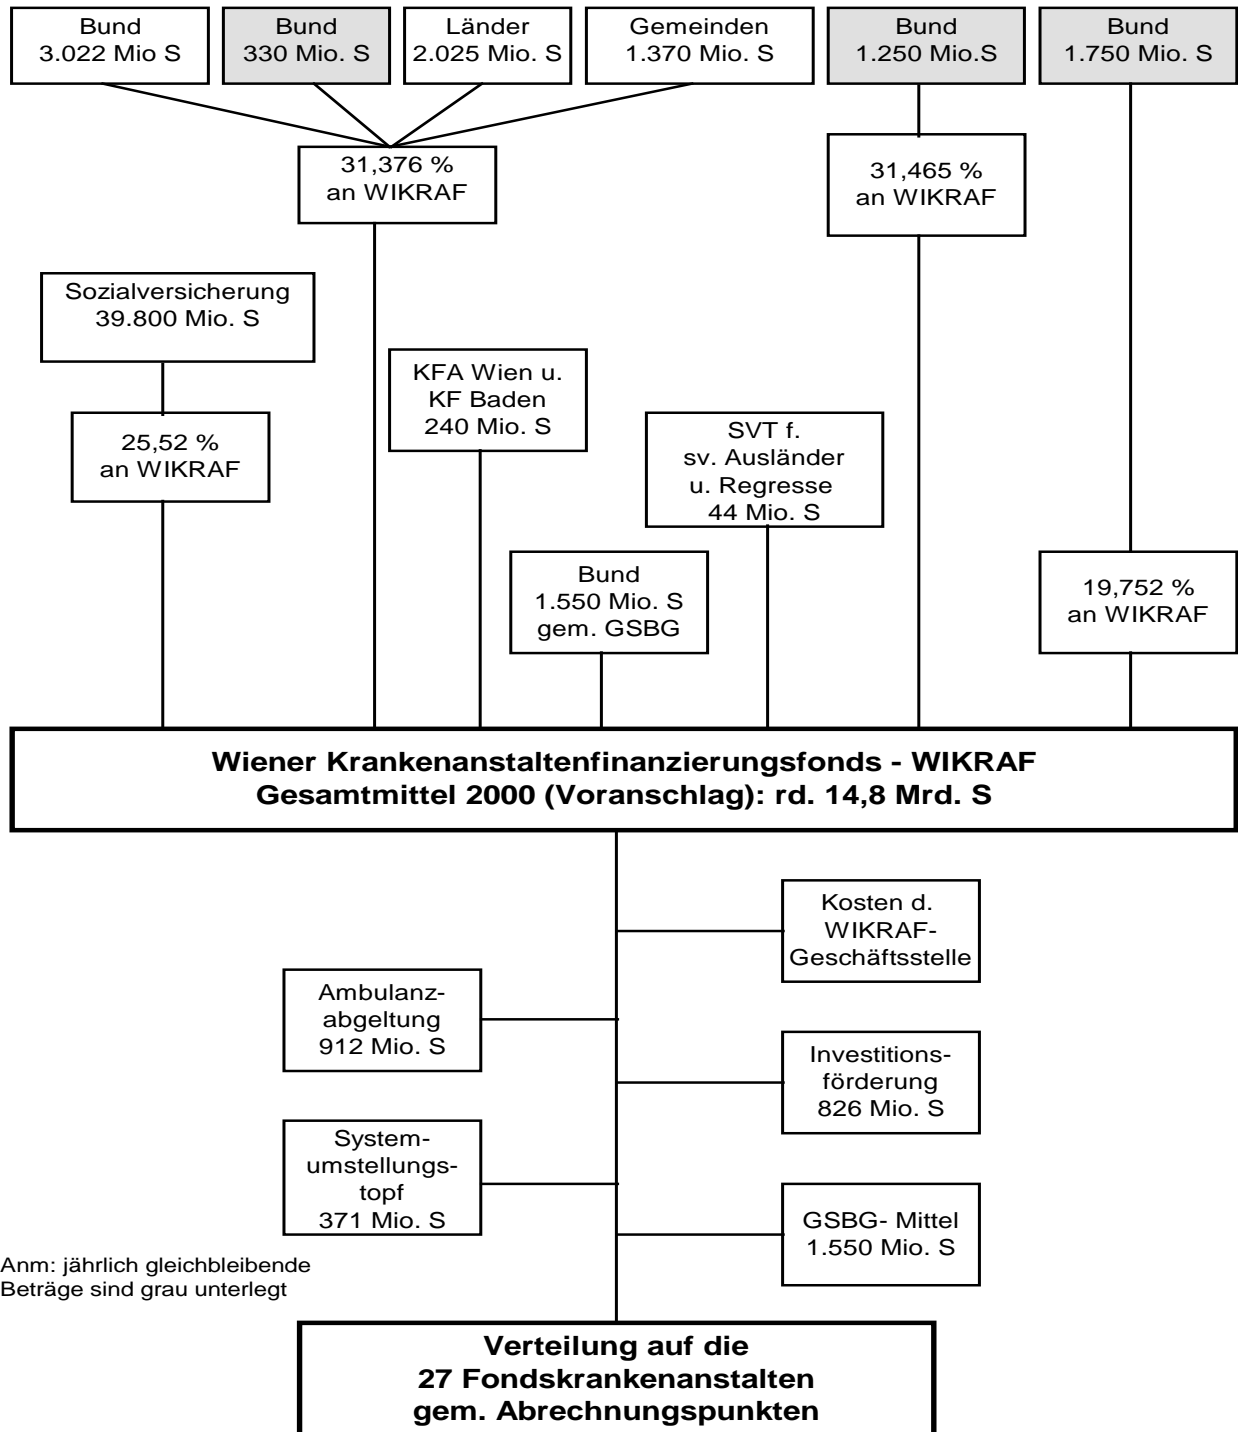 Bund
3.022 Mio S
Bund
330 Mio. S
Länder
2.025 Mio. S
Gemeinden
1.370 Mio. S
Bund
1.250 Mio.S
Bund
1.750 Mio. S
31,376 %
an WIKRAF
31,465 %
an WIKRAF
Sozialversicherung
39.800 Mio. S
25,52 %
an WIKRAF
KFA Wien u.
KF Baden
240 Mio. S
SVT f.
sv. Ausländer
u. Regresse
44 Mio. S
Bund
1.550 Mio. S
gem. GSBG
19,752 %
an WIKRAF
Wiener Krankenanstaltenfinanzierungsfonds - WIKRAF
Gesamtmittel 2000 (Voranschlag): rd. 14,8 Mrd. S
Kosten d.
WIKRAF-
Geschäftsstelle
Ambulanz-
abgeltung
912 Mio. S
Investitions-
förderung
826 Mio. S
System-
umstellungs-
topf
371 Mio. S
GSBG- Mittel
1.550 Mio. S
Anm: jährlich gleichbleibende
Beträge sind grau unterlegt
Verteilung auf die
27 Fondskrankenanstalten
gem. Abrechnungspunkten